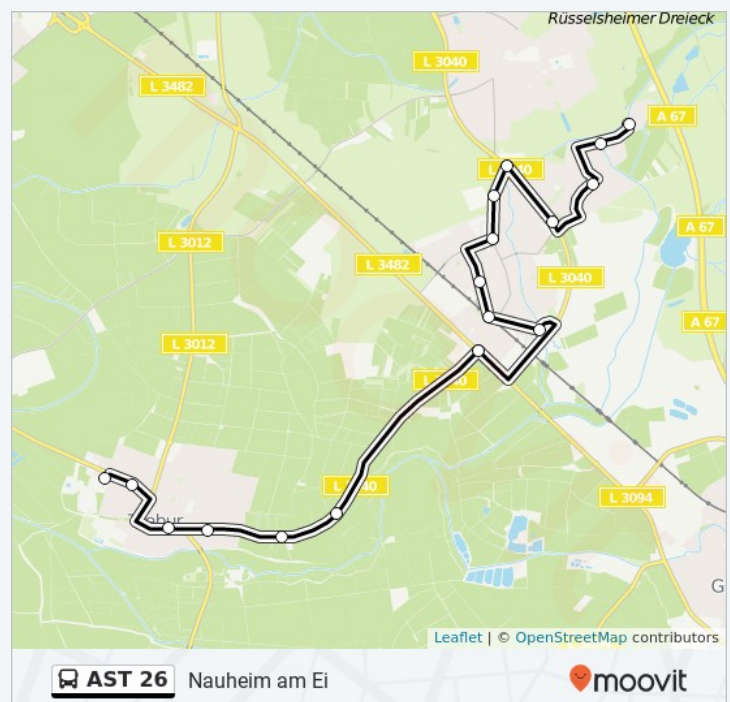 Rüsselsheimer Dreieck
L 3040
L 3482
A 67
L 3012
A 67
L 3482
L 3040
A 67
L 3012
L 3094
G
Leaflet | © OpenStreetMap contributors
AST 26 Nauheim am Ei
moovit